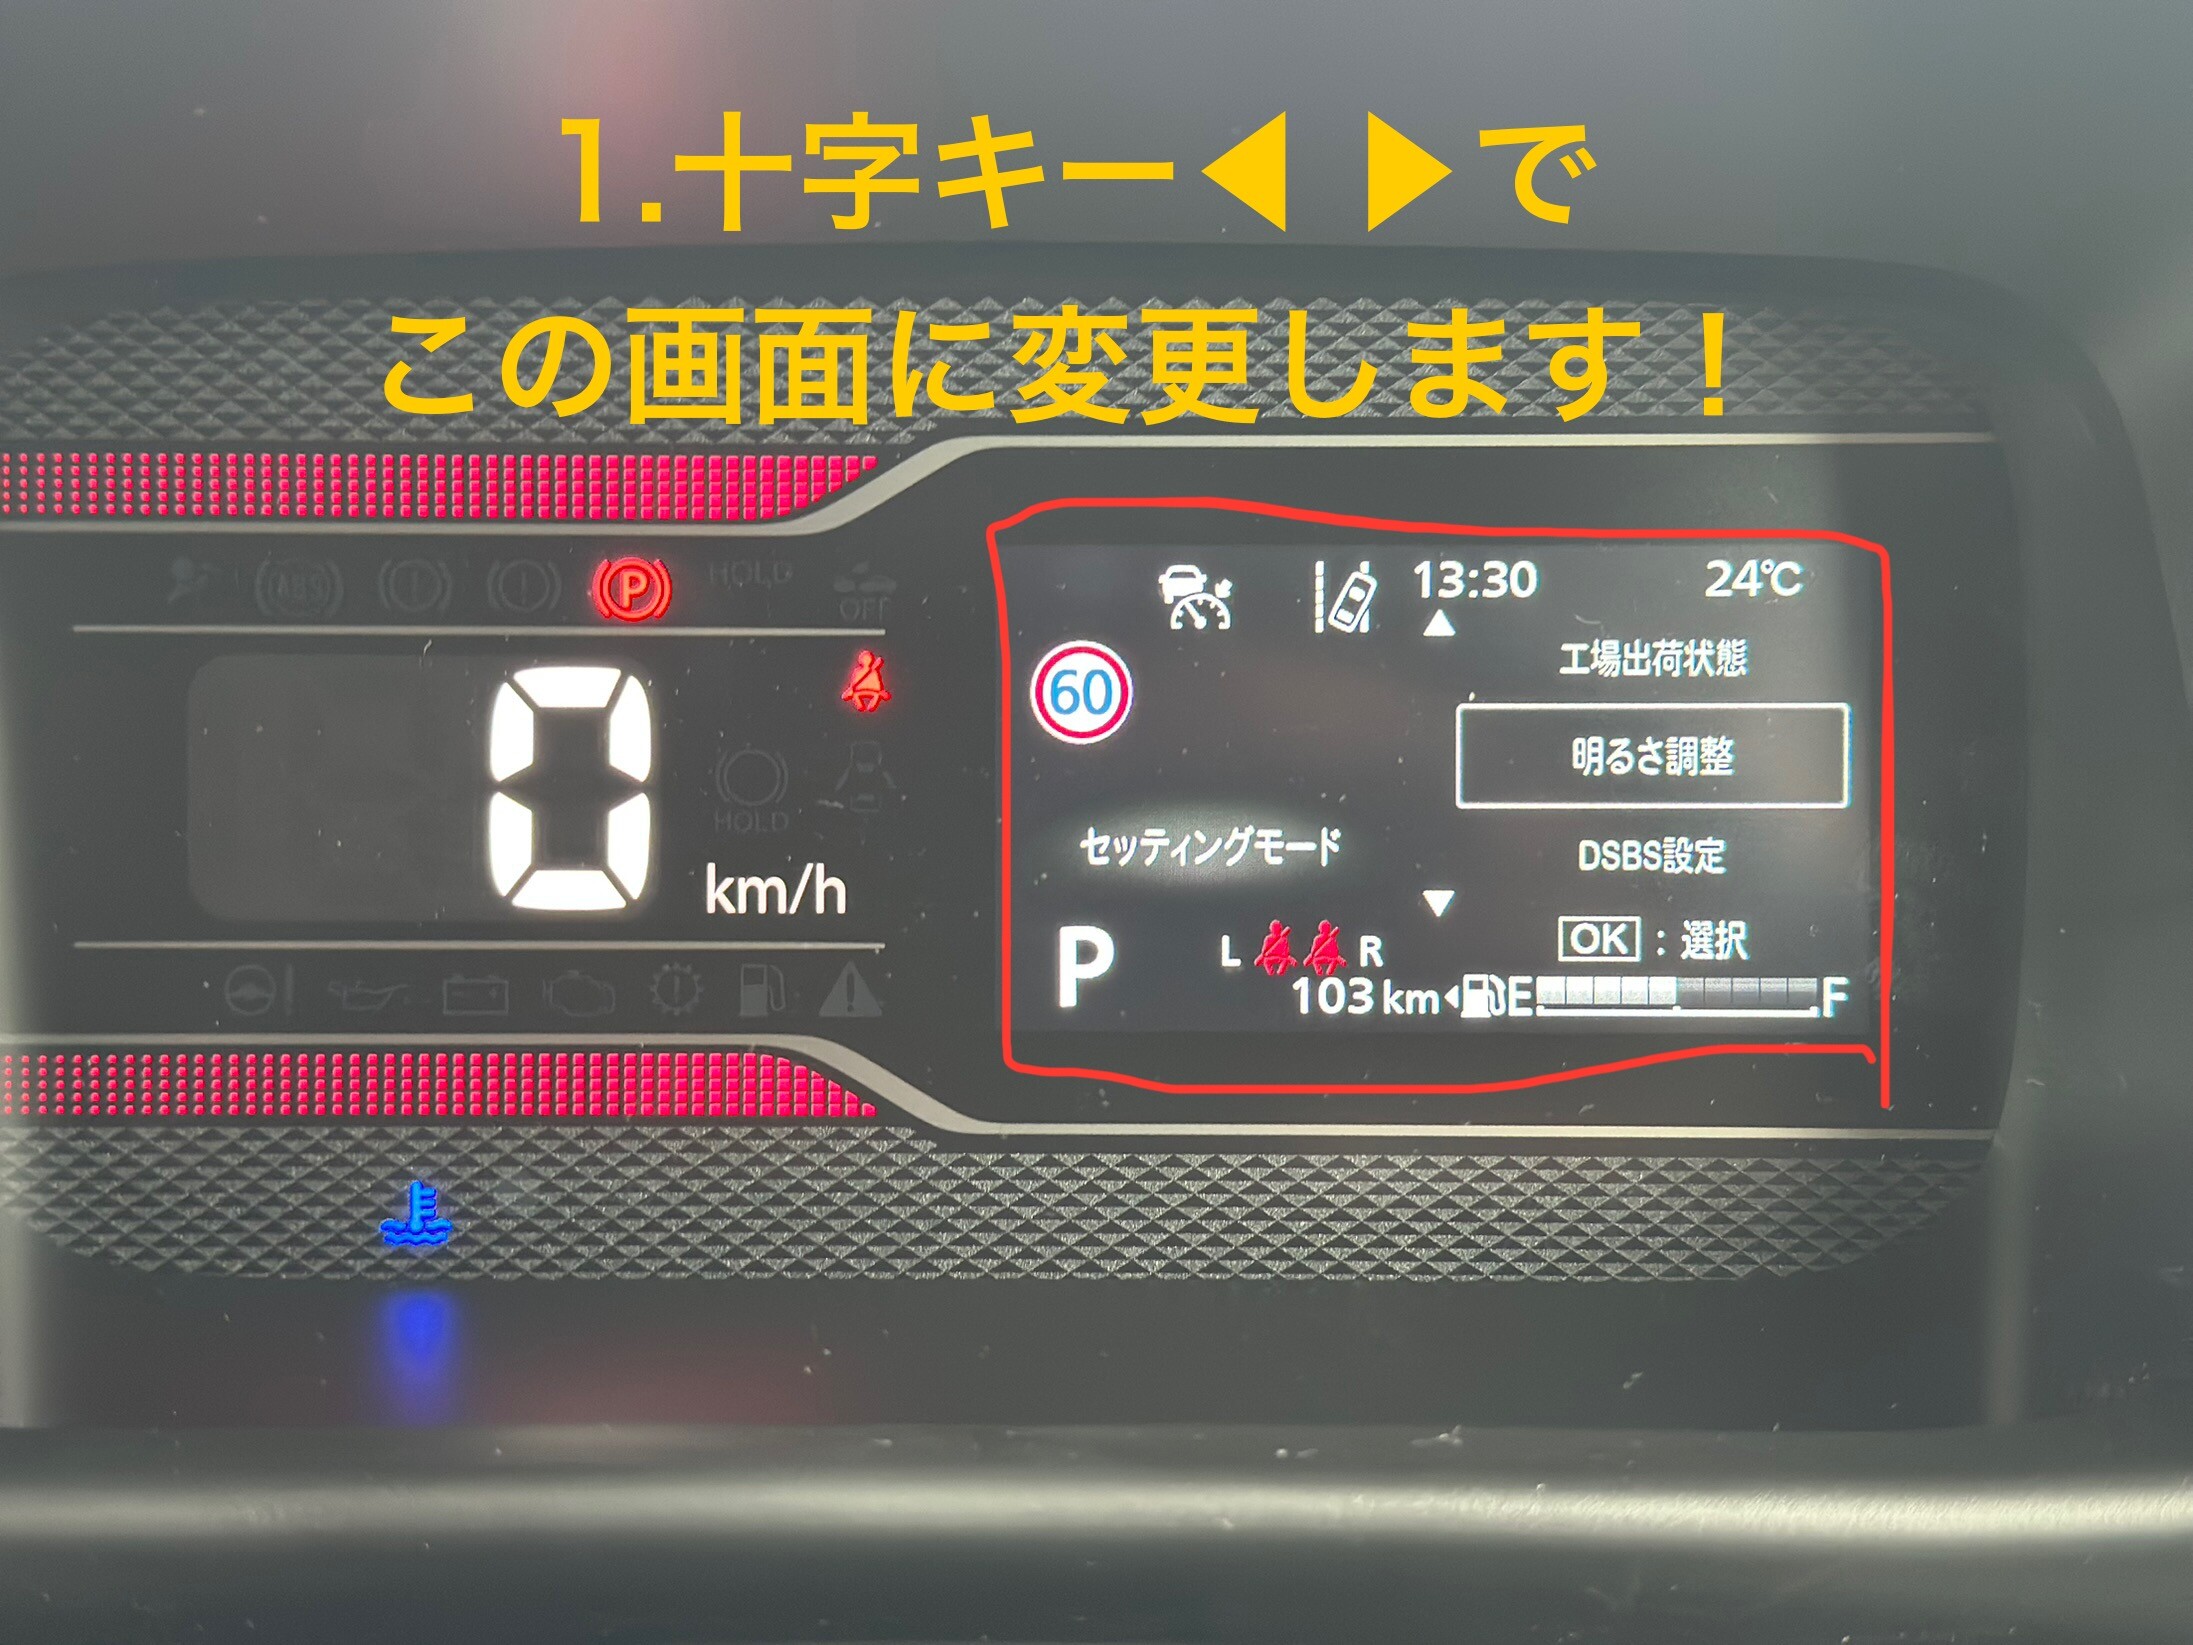 1.十字キー◀ ▶で
この画面に変更します！
ABS
P
HOLD
OFF
13:30
24℃
60
工場出荷状態
明るさ調整
0
HOLD
km/h
セッティングモード
DSBS設定
OK：選択
P
L R
103km
E F